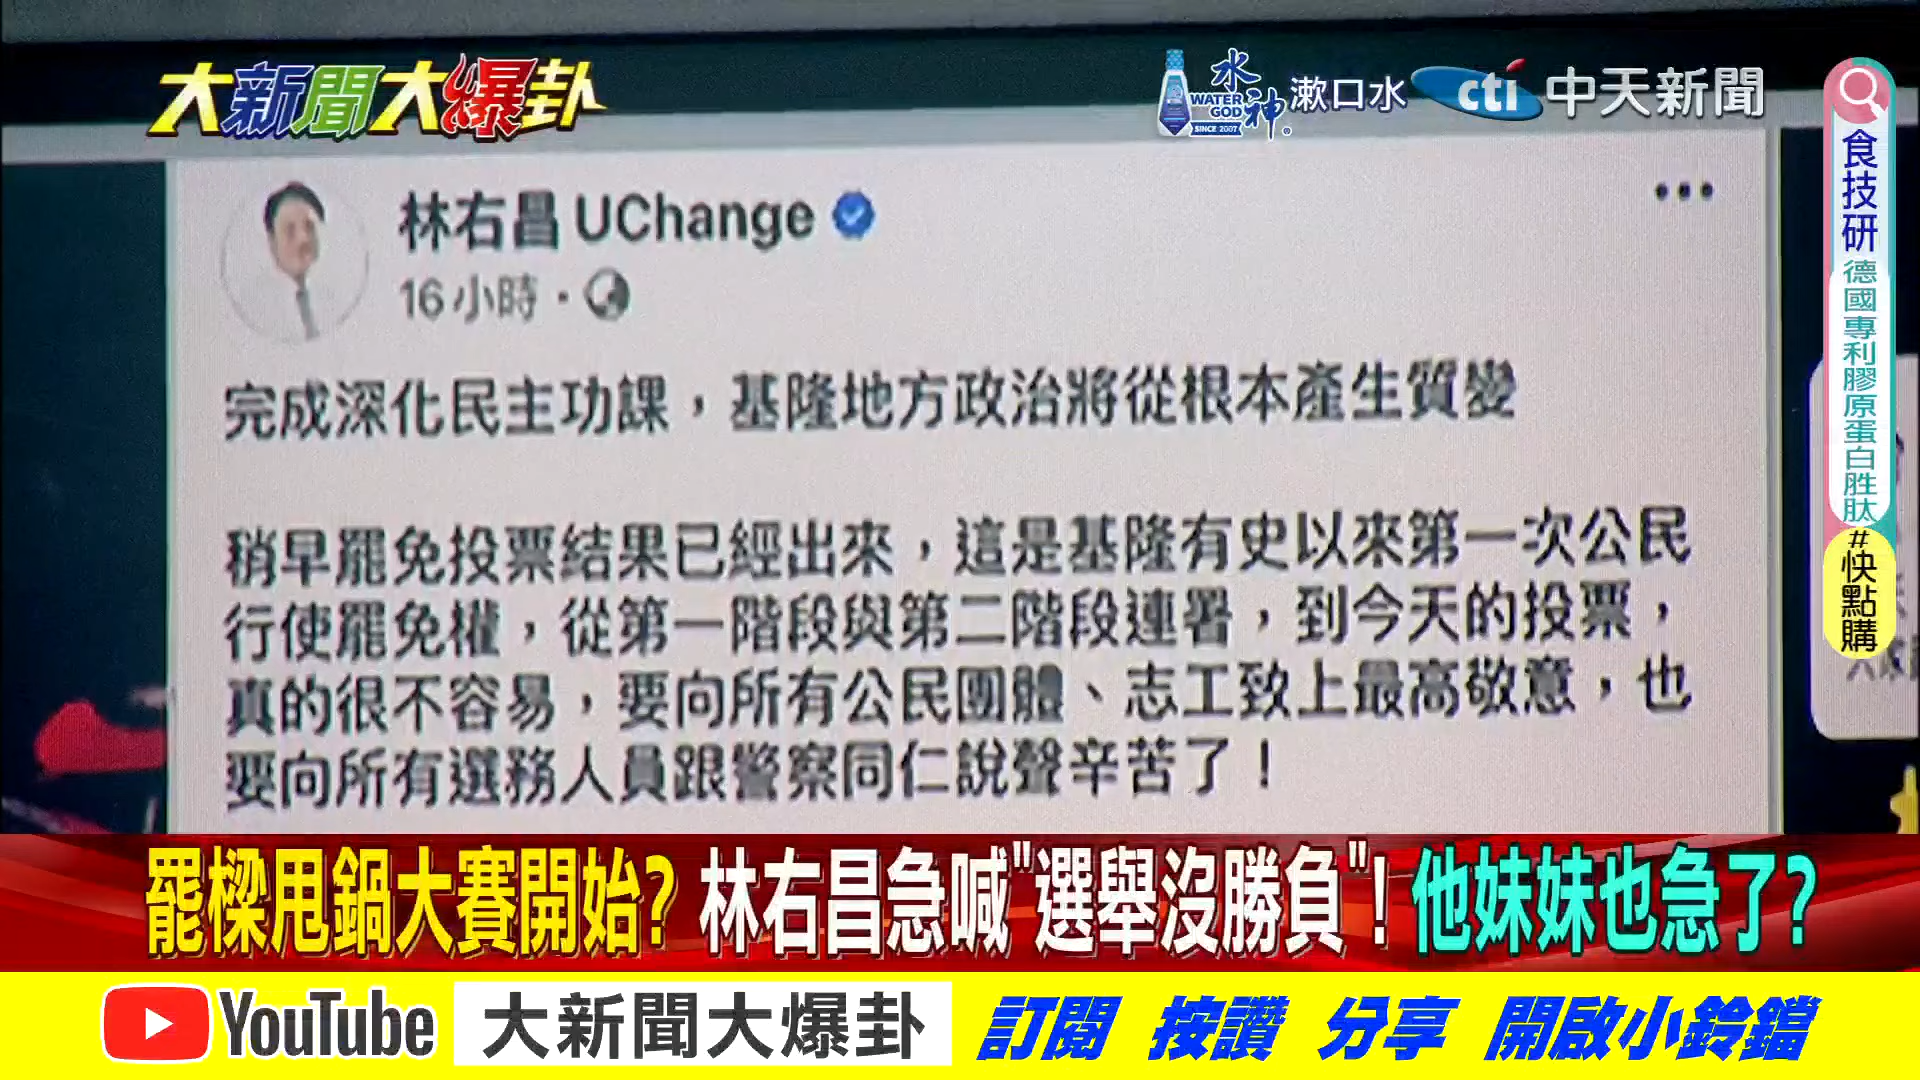 大新聞大爆卦
水神
WATER GOD
SINCE 2007
漱口水
cti 中天新聞
食技研 德國專利膠原蛋白胜肽 #快點購
林右昌 UChange
16 小時
完成深化民主功課，基隆地方政治將從根本產生質變
稍早罷免投票結果已經出來，這是基隆有史以來第一次公民
行使罷免權，從第一階段與第二階段連署，到今天的投票，
真的很不容易，要向所有公民團體、志工致上最高敬意，也
要向所有選務人員跟警察同仁說聲辛苦了！
罷樑甩鍋大賽開始? 林右昌急喊"選舉沒勝負"! 他妹妹也急了?
YouTube 大新聞大爆卦 訂閱 按讚 分享 開啟小鈴鐺